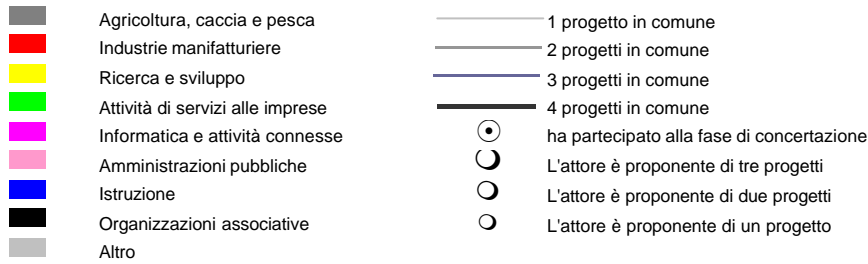 Agricoltura, caccia e pesca
Industrie manifatturiere
Ricerca e sviluppo
Attività di servizi alle imprese
Informatica e attività connesse
Amministrazioni pubbliche
Istruzione
Organizzazioni associative
Altro
1 progetto in comune
2 progetti in comune
3 progetti in comune
4 progetti in comune
ha partecipato alla fase di concertazione
L'attore è proponente di tre progetti
L'attore è proponente di due progetti
L'attore è proponente di un progetto